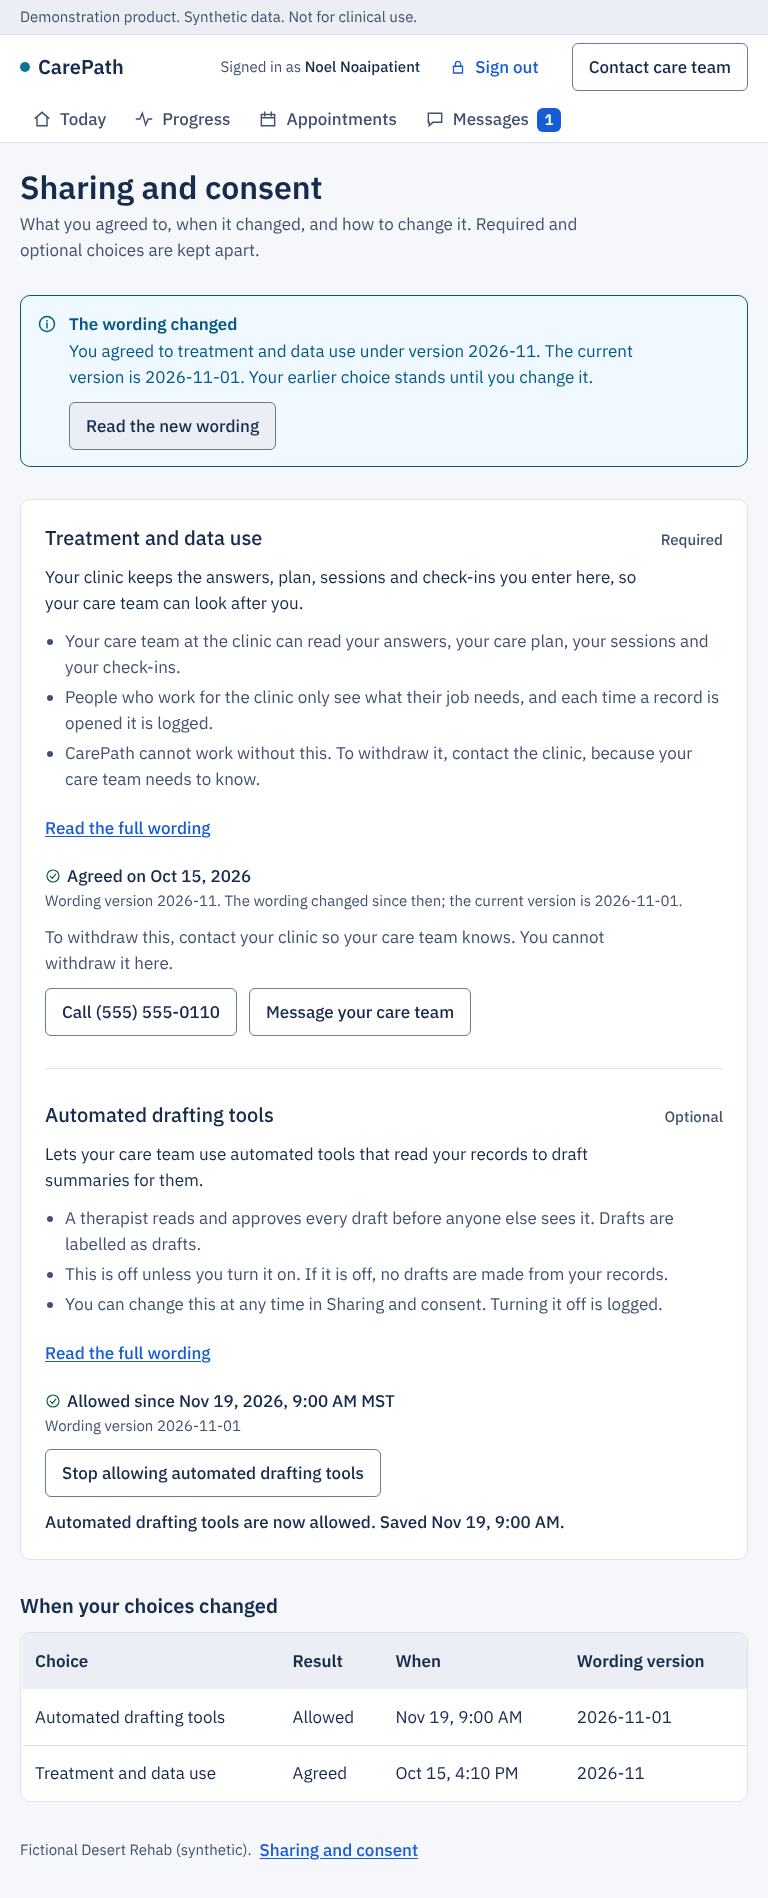 Demonstration product. Synthetic data. Not for clinical use.
CarePath
Signed in as Noel Noaipatient
Sign out
Contact care team
Today
Progress
Appointments
Messages 1
Sharing and consent
What you agreed to, when it changed, and how to change it. Required and
optional choices are kept apart.
The wording changed
You agreed to treatment and data use under version 2026-11. The current
version is 2026-11-01. Your earlier choice stands until you change it.
Read the new wording
Treatment and data use
Required
Your clinic keeps the answers, plan, sessions and check-ins you enter here, so
your care team can look after you.
• Your care team at the clinic can read your answers, your care plan, your sessions and
your check-ins.
• People who work for the clinic only see what their job needs, and each time a record is
opened it is logged.
• CarePath cannot work without this. To withdraw it, contact the clinic, because your
care team needs to know.
Read the full wording
Agreed on Oct 15, 2026
Wording version 2026-11. The wording changed since then; the current version is 2026-11-01.
To withdraw this, contact your clinic so your care team knows. You cannot
withdraw it here.
Call (555) 555-0110
Message your care team
Automated drafting tools
Optional
Lets your care team use automated tools that read your records to draft
summaries for them.
• A therapist reads and approves every draft before anyone else sees it. Drafts are
labelled as drafts.
• This is off unless you turn it on. If it is off, no drafts are made from your records.
• You can change this at any time in Sharing and consent. Turning it off is logged.
Read the full wording
Allowed since Nov 19, 2026, 9:00 AM MST
Wording version 2026-11-01
Stop allowing automated drafting tools
Automated drafting tools are now allowed. Saved Nov 19, 9:00 AM.
When your choices changed
Choice Result When Wording version
Automated drafting tools Allowed Nov 19, 9:00 AM 2026-11-01
Treatment and data use Agreed Oct 15, 4:10 PM 2026-11
Fictional Desert Rehab (synthetic). Sharing and consent